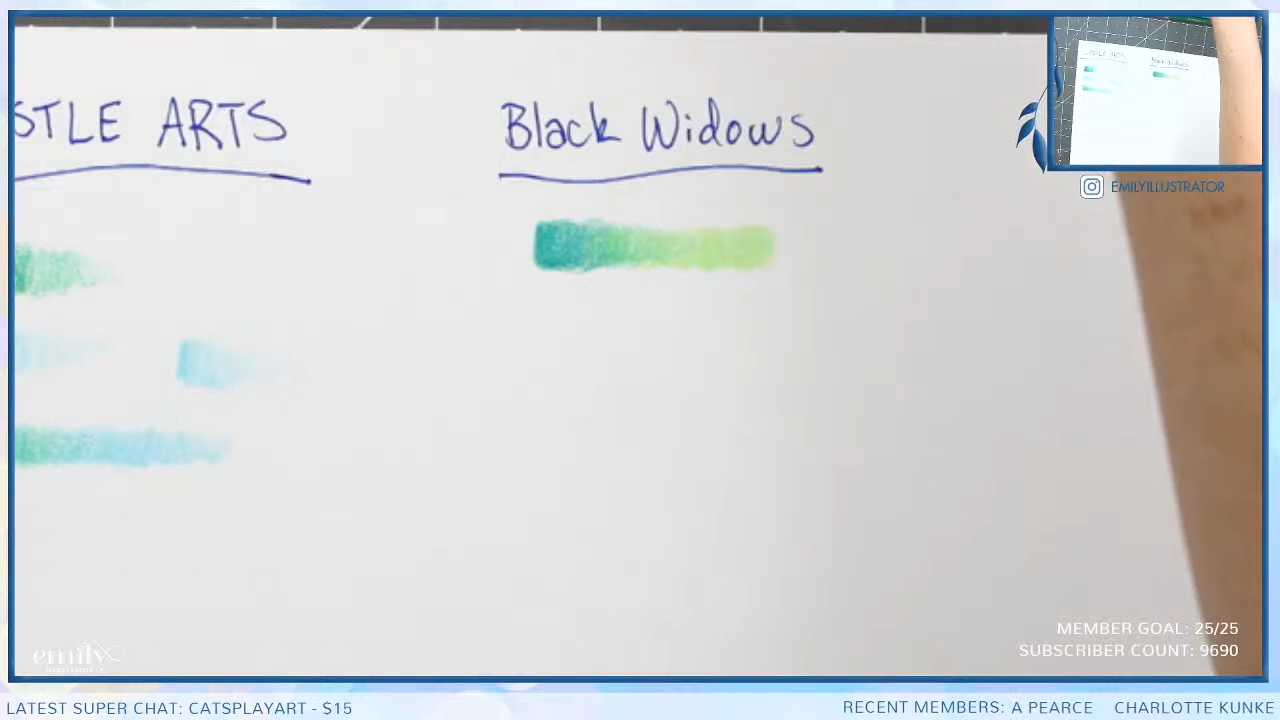 STLE ARTS
Black Widows
EMILYILLUSTRATOR
emily
MEMBER GOAL: 25/25
SUBSCRIBER COUNT: 9690
LATEST SUPER CHAT: CATSPLAYART - $15
RECENT MEMBERS: A PEARCE CHARLOTTE KUNKE